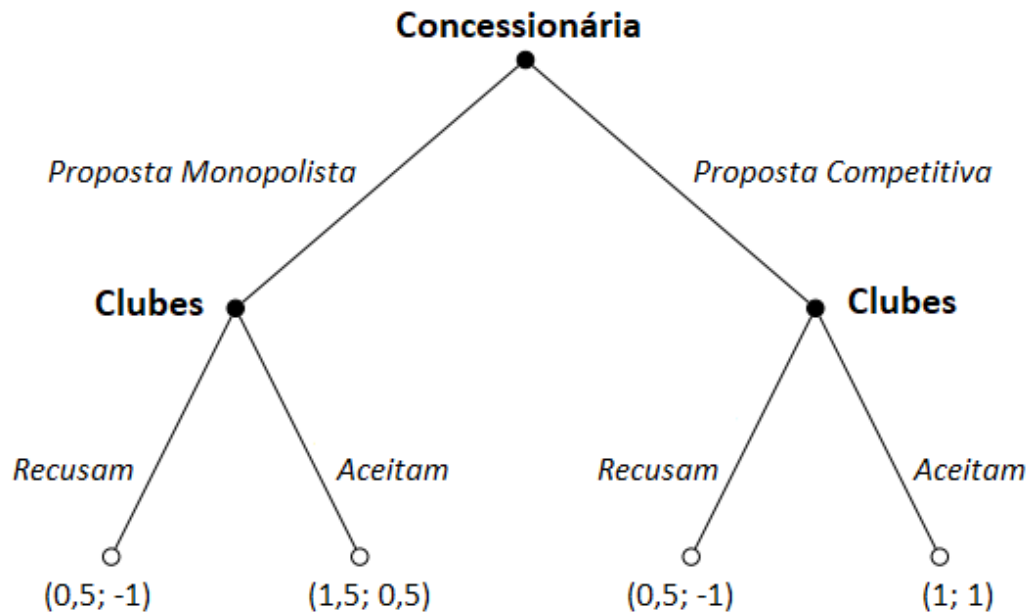 Concessionária
Proposta Monopolista
Proposta Competitiva
Clubes
Clubes
Recusam
Aceitam
Recusam
Aceitam
(0,5; -1)
(1,5; 0,5)
(0,5; -1)
(1; 1)